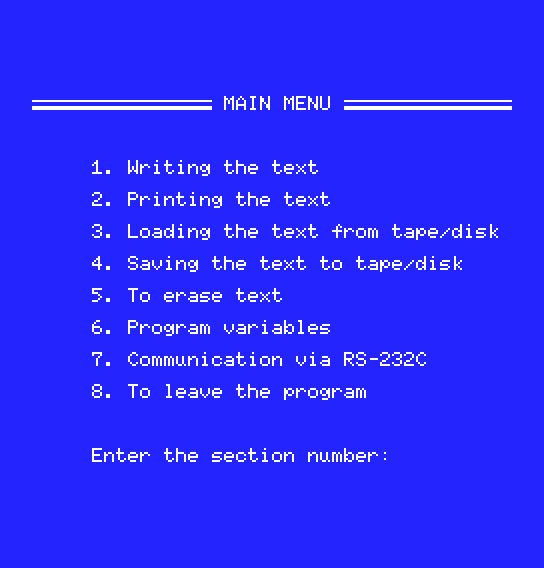 MAIN MENU
1. Writing the text
2. Printing the text
3. Loading the text from tape/disk
4. Saving the text to tape/disk
5. To erase text
6. Program variables
7. Communication via RS-232C
8. To leave the program
Enter the section number: